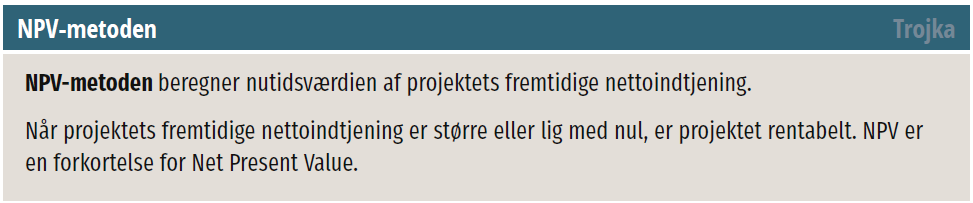 NPV-metoden Trojka
NPV-metoden beregner nutidsværdien af projektets fremtidige nettoindtjening.
Når projektets fremtidige nettoindtjening er større eller lig med nul, er projektet rentabelt. NPV er
en forkortelse for Net Present Value.